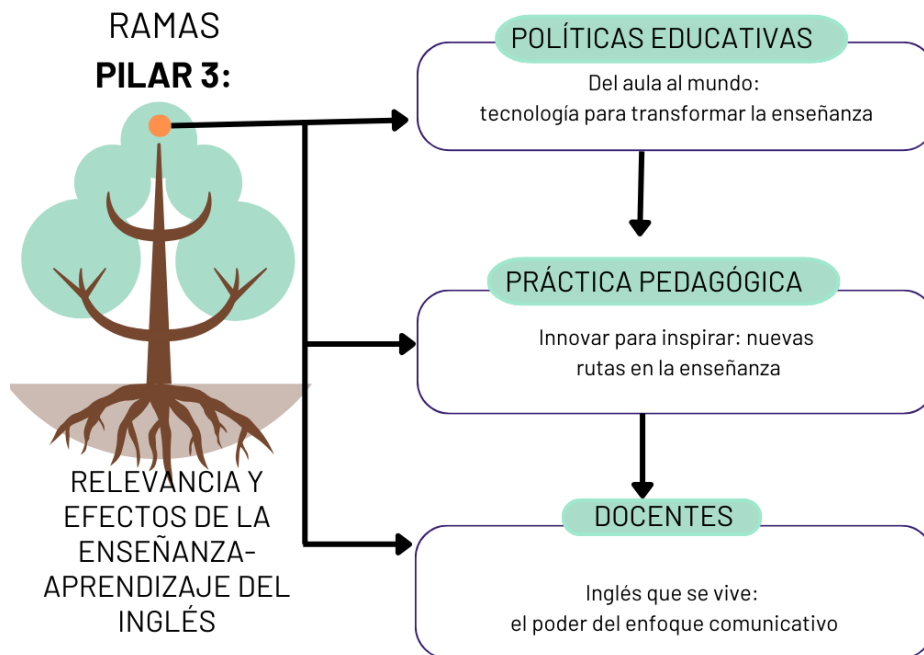 RAMAS
PILAR 3:
RELEVANCIA Y
EFECTOS DE LA
ENSEÑANZA-
APRENDIZAJE DEL
INGLÉS
POLÍTICAS EDUCATIVAS
Del aula al mundo:
tecnología para transformar la enseñanza
PRÁCTICA PEDAGÓGICA
Innovar para inspirar: nuevas
rutas en la enseñanza
DOCENTES
Inglés que se vive:
el poder del enfoque comunicativo